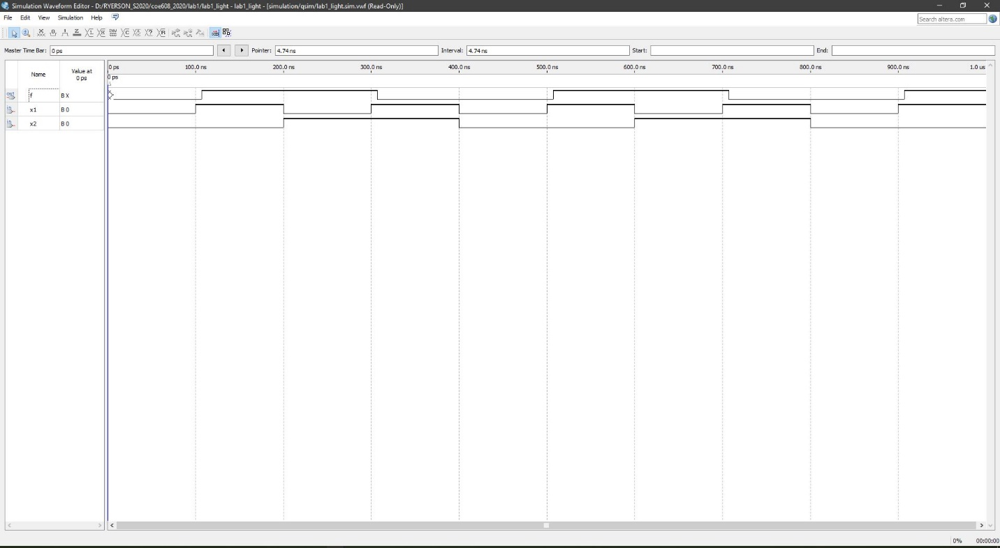 Simulation Waveform Editor - D:/RYERSON_S2020/coe608_2020/lab1/lab1_light - lab1_light - [simulation/qsim/lab1_light.sim.vwf (Read-Only)]
File Edit View Simulation Help
Search altera.com
Master Time Bar: 0 ps Pointer: 4.74 ns Interval: 4.74 ns Start: End:
Name Value at 0 ps
0 ps 100.0 ns 200.0 ns 300.0 ns 400.0 ns 500.0 ns 600.0 ns 700.0 ns 800.0 ns 900.0 ns 1.0 us
0 ps
out f B X
in x1 B 0
in x2 B 0
0% 00:00:00